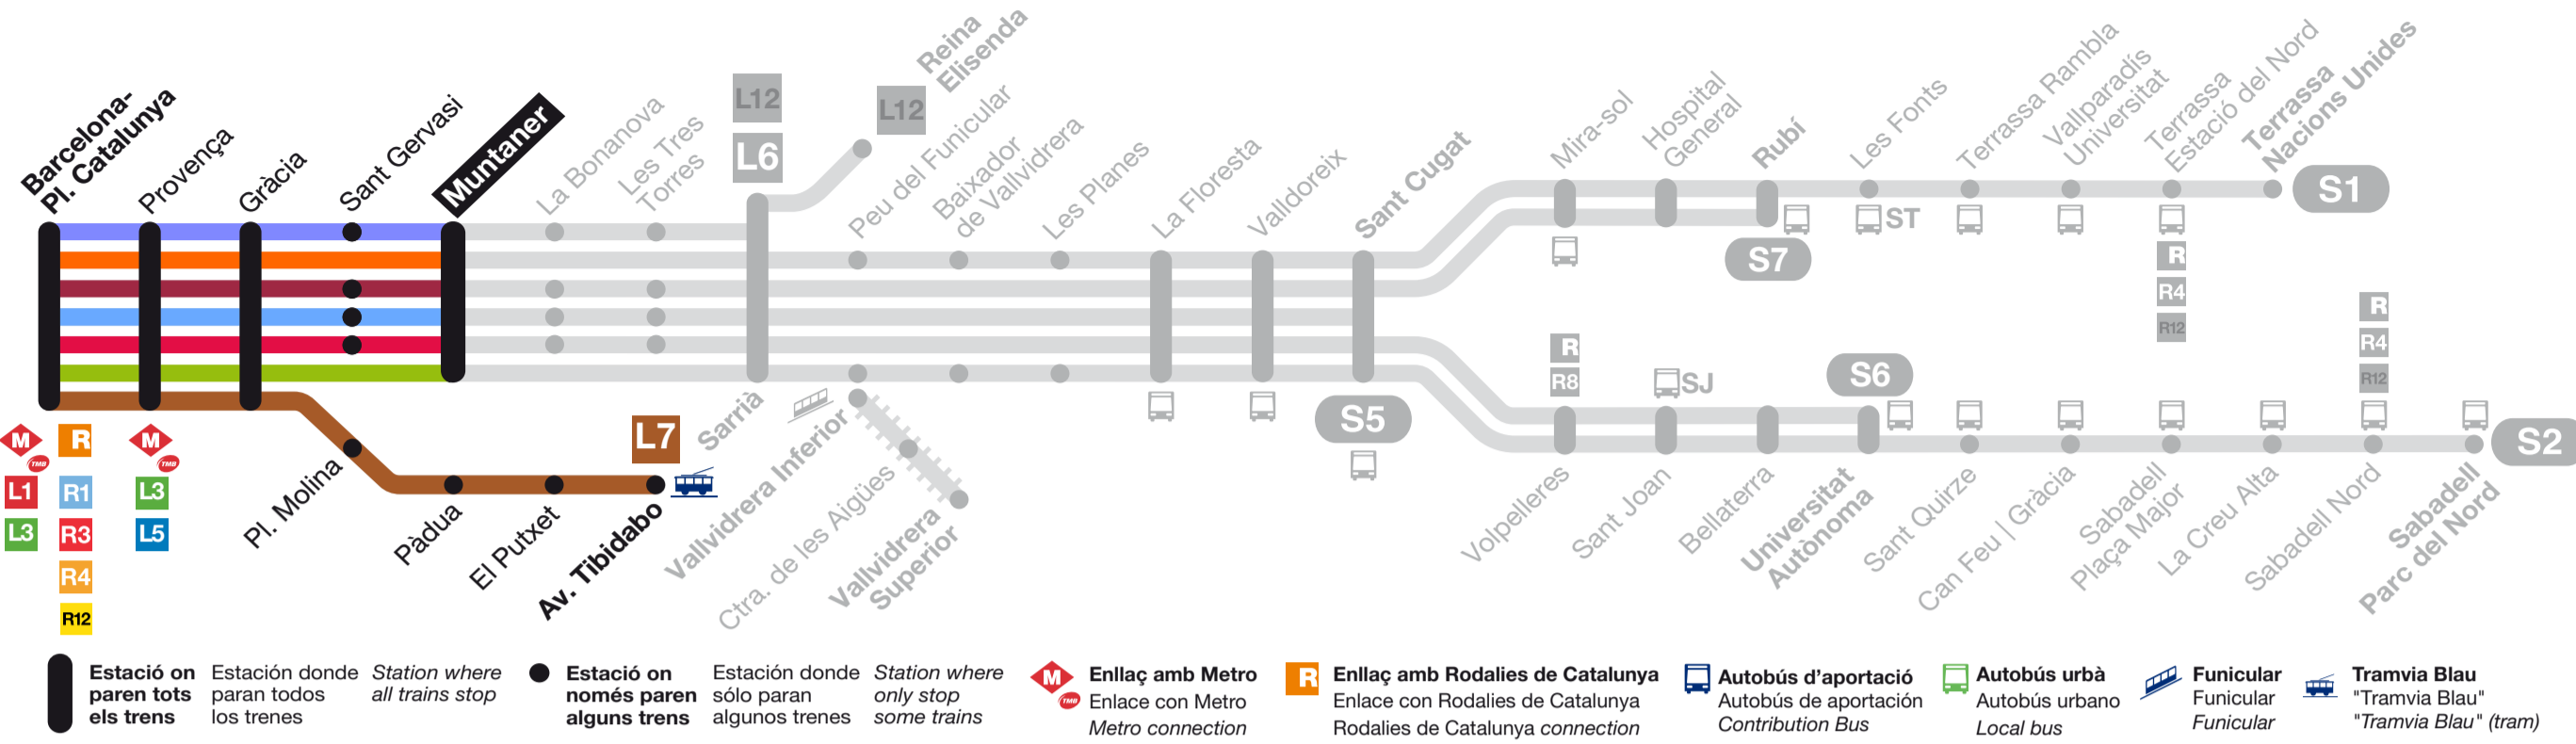 Barcelona-
Pl. Catalunya
Provença
Gràcia
Sant Gervasi
Muntaner
La Bonanova
Les Tres
Torres
L12
L6
Reina
Elisenda
L12
Peu del Funicular
Baixador
de Vallvidrera
Les Planes
La Floresta
Valldoreix
Sant Cugat
Mira-sol
Hospital
General
Rubí
Les Fonts
Terrassa Rambla
Vallparadís
Universitat
Terrassa
Estació del Nord
Terrassa
Nacions Unides
S1
ST
S7
R
R4
R12
R
R8
SJ
S6
R
R4
R12
S5
S2
M
TMB
L1
L3
R
R1
R3
R4
R12
M
TMB
L3
L5
Pl. Molina
Pàdua
El Putxet
Av. Tibidabo
L7
Sarrià
Vallvidrera Inferior
Ctra. de les Aigües
Vallvidrera
Superior
Volpelleres
Sant Joan
Bellaterra
Universitat
Autònoma
Sant Quirze
Can Feu | Gràcia
Sabadell
Plaça Major
La Creu Alta
Sabadell Nord
Sabadell
Parc del Nord
Estació on
paren tots
els trens
Estación donde
paran todos
los trenes
Station where
all trains stop
Estació on
només paren
alguns trens
Estación donde
sólo paran
algunos trenes
Station where
only stop
some trains
M
TMB
Enllaç amb Metro
Enlace con Metro
Metro connection
R
Enllaç amb Rodalies de Catalunya
Enlace con Rodalies de Catalunya
Rodalies de Catalunya connection
Autobús d'aportació
Autobús de aportación
Contribution Bus
Autobús urbà
Autobús urbano
Local bus
Funicular
Funicular
Funicular
Tramvia Blau
"Tramvia Blau"
"Tramvia Blau" (tram)